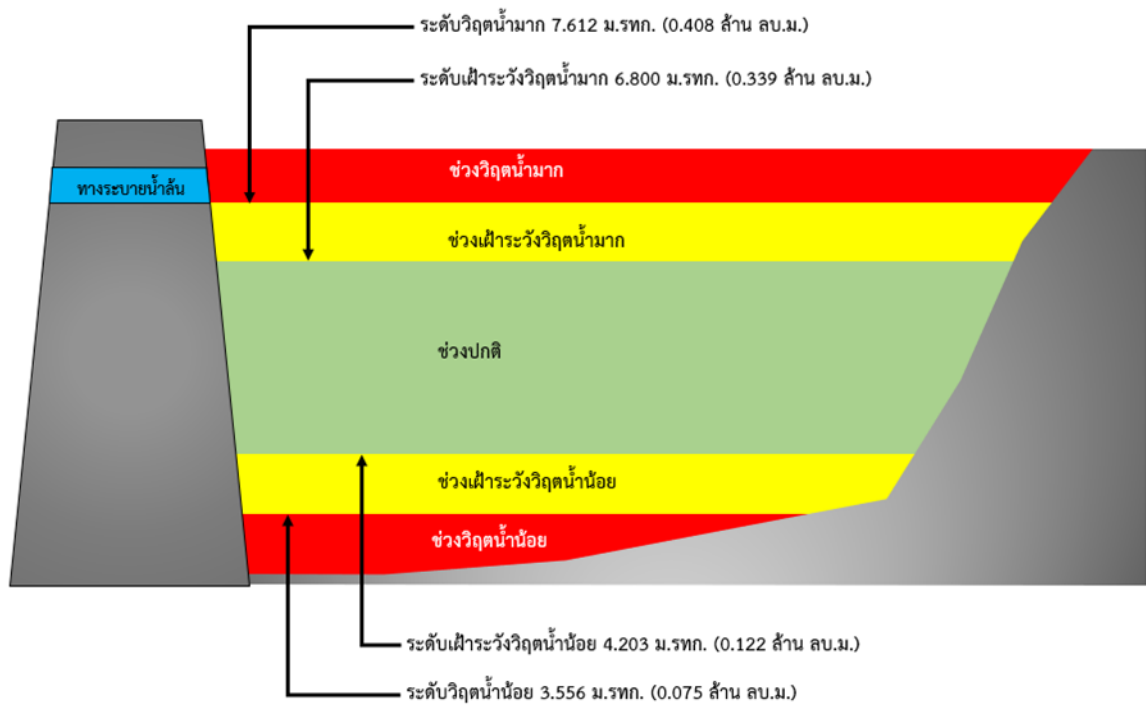 ระดับวิฤตน้ำมาก 7.612 ม.รทก. (0.408 ล้าน ลบ.ม.)
ระดับเฝ้าระวังวิฤตน้ำมาก 6.800 ม.รทก. (0.339 ล้าน ลบ.ม.)
ช่วงวิฤตน้ำมาก
ทางระบายน้ำล้น
ช่วงเฝ้าระวังวิฤตน้ำมาก
ช่วงปกติ
ช่วงเฝ้าระวังวิฤตน้ำน้อย
ช่วงวิฤตน้ำน้อย
ระดับเฝ้าระวังวิฤตน้ำน้อย 4.203 ม.รทก. (0.122 ล้าน ลบ.ม.)
ระดับวิฤตน้ำน้อย 3.556 ม.รทก. (0.075 ล้าน ลบ.ม.)